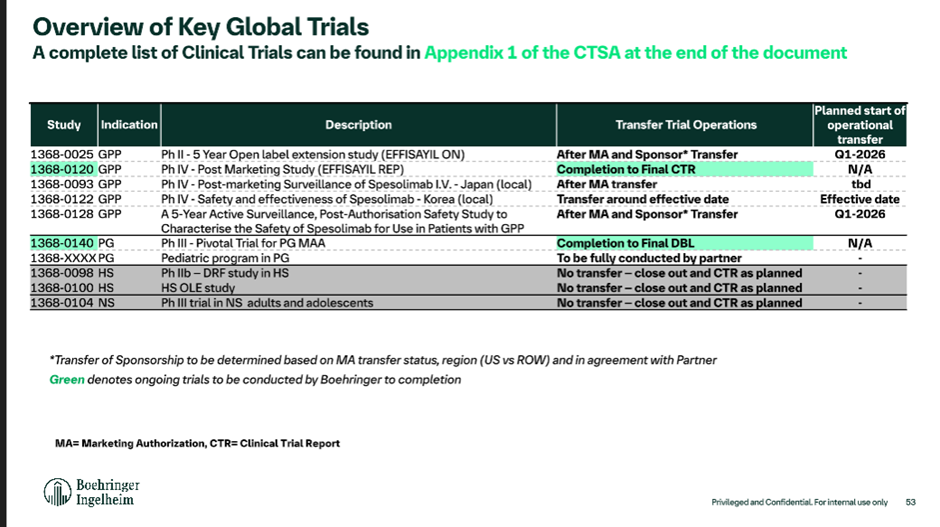 Overview of Key Global Trials
A complete list of Clinical Trials can be found in Appendix 1 of the CTSA at the end of the document
Study Indication Description Transfer Trial Operations Planned start of operational transfer
1368-0025 GPP Ph II - 5 Year Open label extension study (EFFISAYIL ON) After MA and Sponsor* Transfer Q1-2026
1368-0120 GPP Ph IV - Post Marketing Study (EFFISAYIL REP) Completion to Final CTR N/A
1368-0093 GPP Ph IV - Post-marketing Surveillance of Spesolimab I.V. - Japan (local) After MA transfer tbd
1368-0122 GPP Ph IV - Safety and effectiveness of Spesolimab - Korea (local) Transfer around effective date Effective date
1368-0128 GPP A 5-Year Active Surveillance, Post-Authorisation Safety Study to After MA and Sponsor* Transfer Q1-2026
Characterise the Safety of Spesolimab for Use in Patients with GPP
1368-0140 PG Ph III - Pivotal Trial for PG MAA Completion to Final DBL N/A
1368-XXXX PG Pediatric program in PG To be fully conducted by partner -
1368-0098 HS Ph IIb – DRF study in HS No transfer – close out and CTR as planned -
1368-0100 HS HS OLE study No transfer – close out and CTR as planned -
1368-0104 NS Ph III trial in NS adults and adolescents No transfer – close out and CTR as planned -
*Transfer of Sponsorship to be determined based on MA transfer status, region (US vs ROW) and in agreement with Partner
Green denotes ongoing trials to be conducted by Boehringer to completion
MA= Marketing Authorization, CTR= Clinical Trial Report
Boehringer
Ingelheim
Privileged and Confidential. For internal use only 53